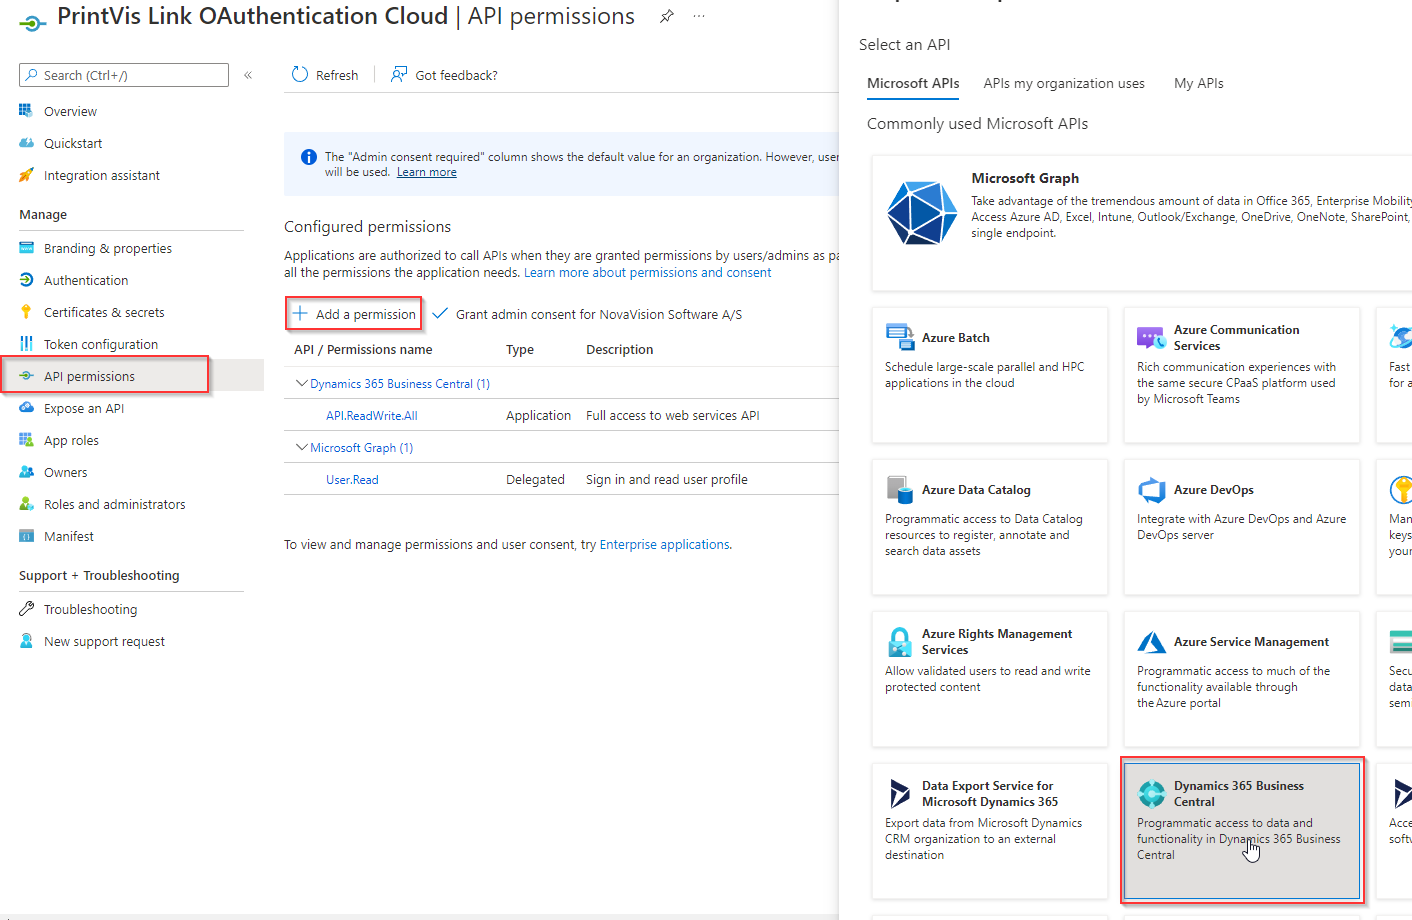 PrintVis Link OAuthentication Cloud | API permissions
Search (Ctrl+/)
«
Overview
Quickstart
Integration assistant
Manage
Branding & properties
Authentication
Certificates & secrets
Token configuration
API permissions
Expose an API
App roles
Owners
Roles and administrators
Manifest
Support + Troubleshooting
Troubleshooting
New support request
Refresh
Got feedback?
The "Admin consent required" column shows the default value for an organization. However, user
will be used. Learn more
Configured permissions
Applications are authorized to call APIs when they are granted permissions by users/admins as pa
all the permissions the application needs. Learn more about permissions and consent
Add a permission
Grant admin consent for NovaVision Software A/S
API / Permissions name Type Description
Dynamics 365 Business Central (1)
API.ReadWrite.All Application Full access to web services API
Microsoft Graph (1)
User.Read Delegated Sign in and read user profile
To view and manage permissions and user consent, try Enterprise applications.
Select an API
Microsoft APIs APIs my organization uses My APIs
Commonly used Microsoft APIs
Microsoft Graph
Take advantage of the tremendous amount of data in Office 365, Enterprise Mobility
Access Azure AD, Excel, Intune, Outlook/Exchange, OneDrive, OneNote, SharePoint,
single endpoint.
Azure Batch
Schedule large-scale parallel and HPC
applications in the cloud
Azure Communication
Services
Rich communication experiences with
the same secure CPaaS platform used
by Microsoft Teams
Fast
for a
Azure Data Catalog
Programmatic access to Data Catalog
resources to register, annotate and
search data assets
Azure DevOps
Integrate with Azure DevOps and Azure
DevOps server
Man
keys
your
Azure Rights Management
Services
Allow validated users to read and write
protected content
Azure Service Management
Programmatic access to much of the
functionality available through
the Azure portal
Secu
data
sem
Data Export Service for
Microsoft Dynamics 365
Export data from Microsoft Dynamics
CRM organization to an external
destination
Dynamics 365 Business
Central
Programmatic access to data and
functionality in Dynamics 365 Business
Central
Acce
softw